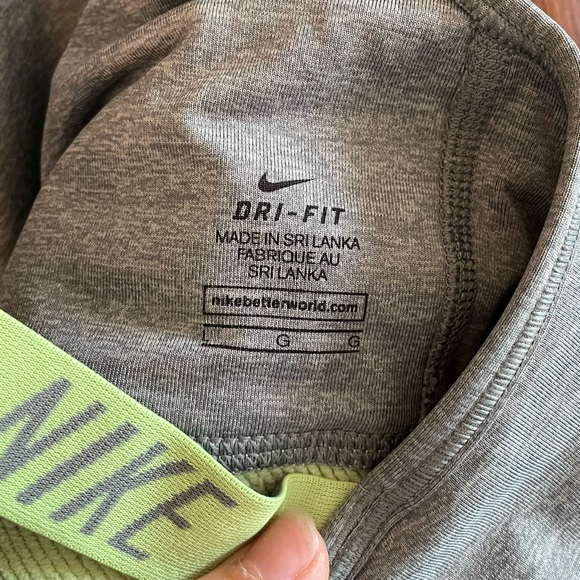 DRI-FIT
MADE IN SRI LANKA
FABRIQUE AU
SRI LANKA
nikebetterworld.com
L G G
NIKE